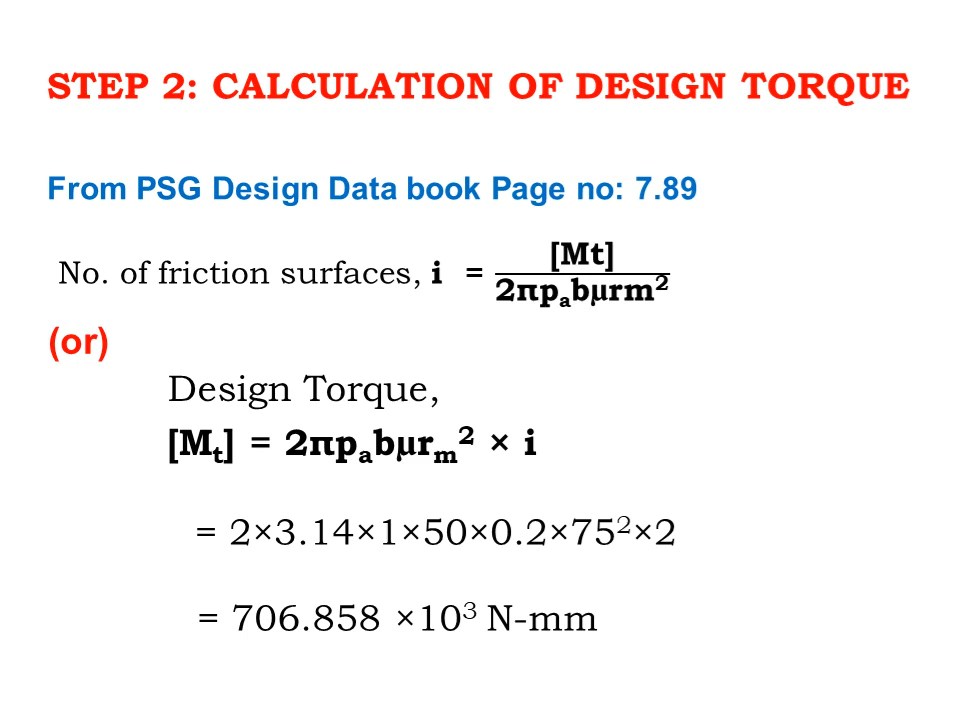 STEP 2: CALCULATION OF DESIGN TORQUE
From PSG Design Data book Page no: 7.89
No. of friction surfaces, i = [Mt] / 2πpₐbμrm²
(or)
Design Torque,
[Mₜ] = 2πpₐbμrₘ² × i
= 2×3.14×1×50×0.2×75²×2
= 706.858 ×10³ N-mm